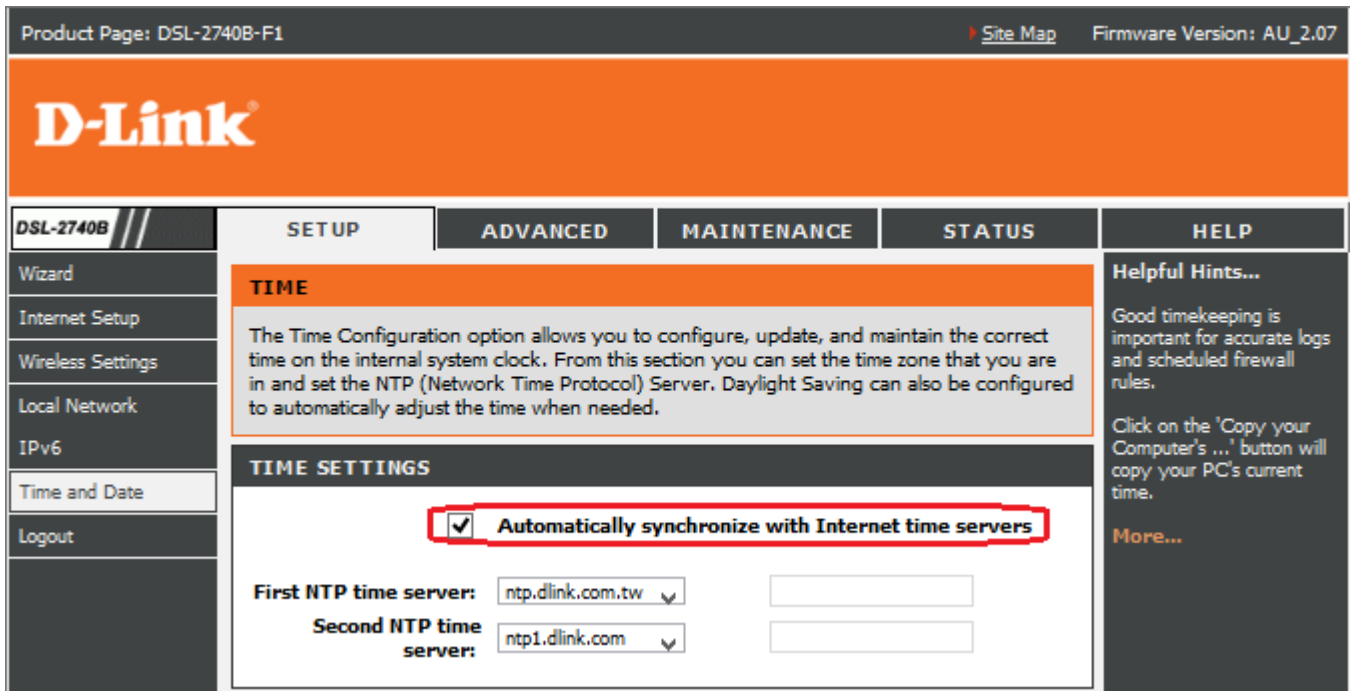 Product Page: DSL-2740B-F1 Site Map Firmware Version: AU_2.07
D-Link®
DSL-2740B SETUP ADVANCED MAINTENANCE STATUS HELP
Wizard
Internet Setup
Wireless Settings
Local Network
IPv6
Time and Date
Logout
TIME
The Time Configuration option allows you to configure, update, and maintain the correct
time on the internal system clock. From this section you can set the time zone that you are
in and set the NTP (Network Time Protocol) Server. Daylight Saving can also be configured
to automatically adjust the time when needed.
TIME SETTINGS
Automatically synchronize with Internet time servers
First NTP time server: ntp.dlink.com.tw
Second NTP time
server: ntp1.dlink.com
Helpful Hints...
Good timekeeping is
important for accurate logs
and scheduled firewall
rules.
Click on the 'Copy your
Computer's ...' button will
copy your PC's current
time.
More...